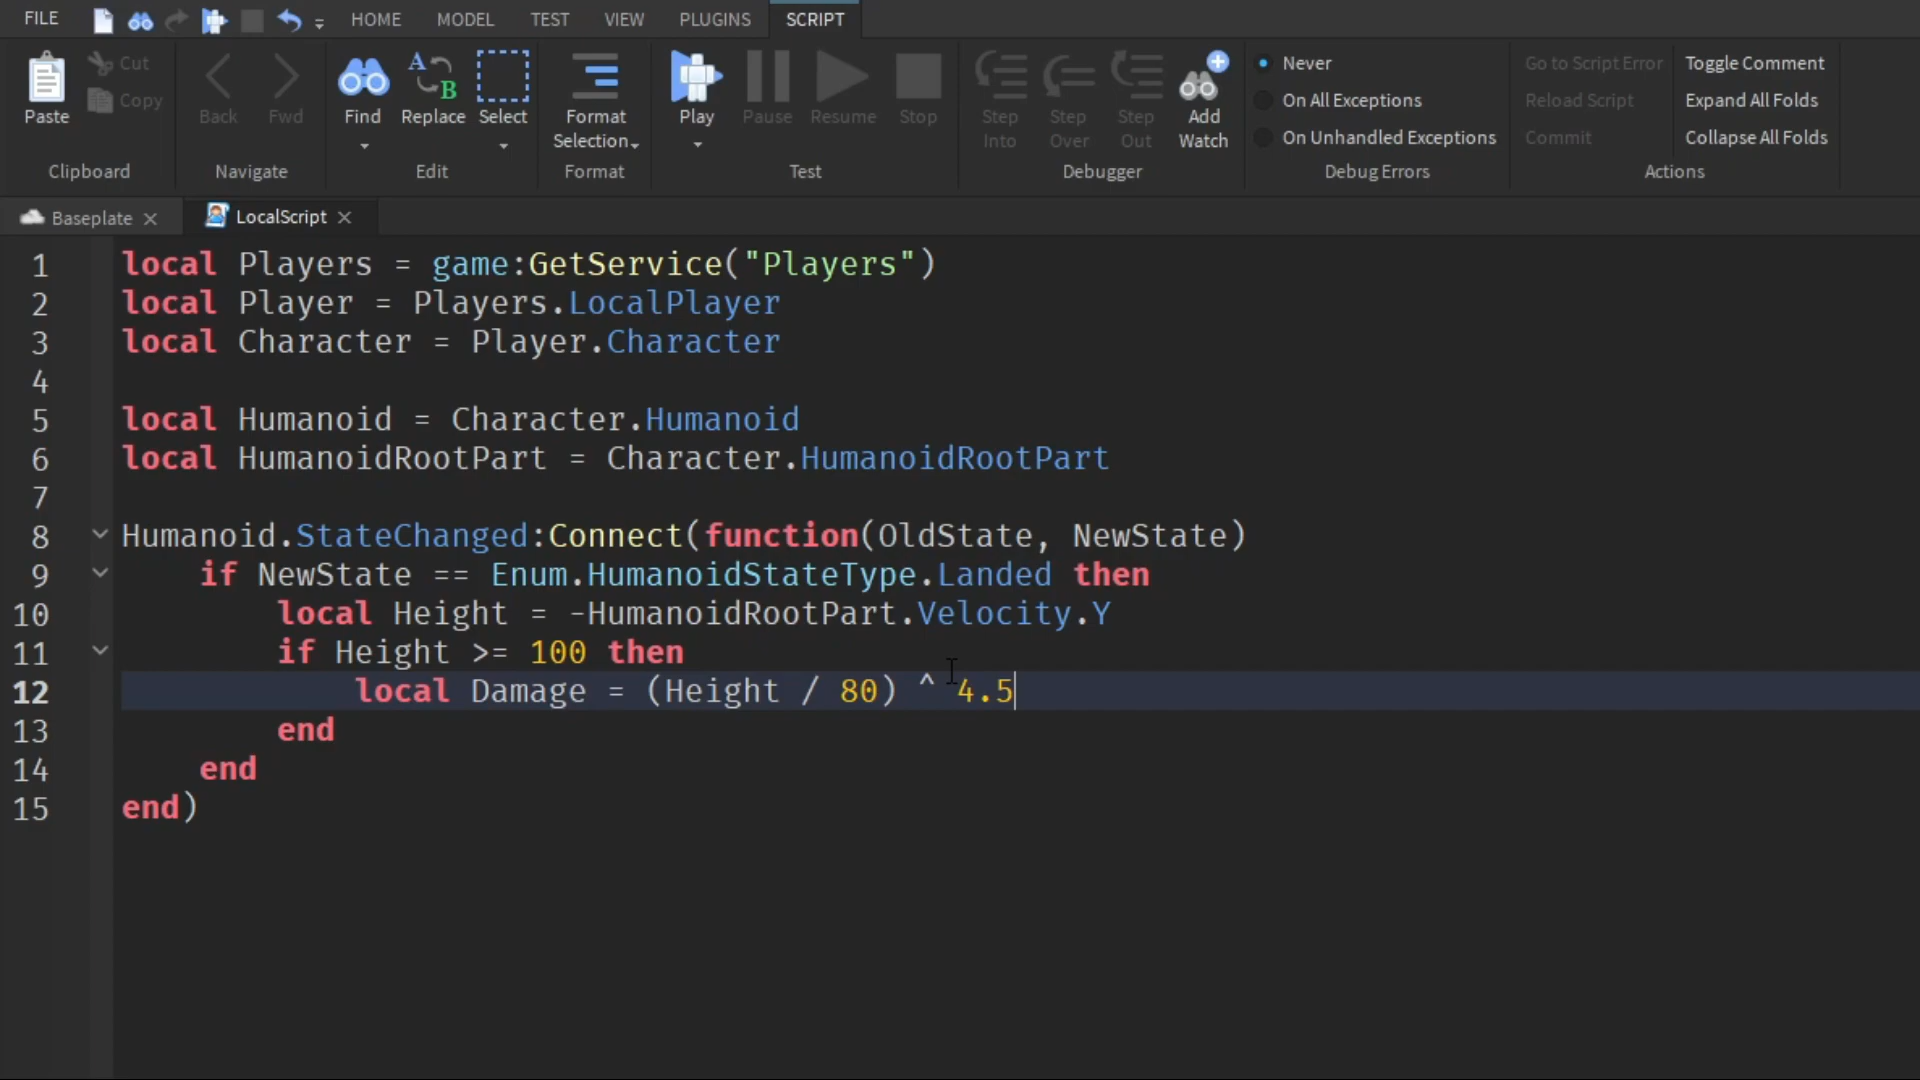 FILE HOME MODEL TEST VIEW PLUGINS SCRIPT
Paste
Cut
Copy
Clipboard
Back
Fwd
Navigate
Find
Replace
Select
Edit
Format
Selection
Format
Play
Pause
Resume
Stop
Test
Step
Into
Step
Over
Step
Out
Add
Watch
Debugger
Never
On All Exceptions
On Unhandled Exceptions
Debug Errors
Go to Script Error
Reload Script
Commit
Toggle Comment
Expand All Folds
Collapse All Folds
Actions
Baseplate
LocalScript
1 local Players = game:GetService("Players")
2 local Player = Players.LocalPlayer
3 local Character = Player.Character
4
5 local Humanoid = Character.Humanoid
6 local HumanoidRootPart = Character.HumanoidRootPart
7
8 Humanoid.StateChanged:Connect(function(OldState, NewState)
9 if NewState == Enum.HumanoidStateType.Landed then
10 local Height = -HumanoidRootPart.Velocity.Y
11 if Height >= 100 then
12 local Damage = (Height / 80) ^ 4.5
13 end
14 end
15 end)